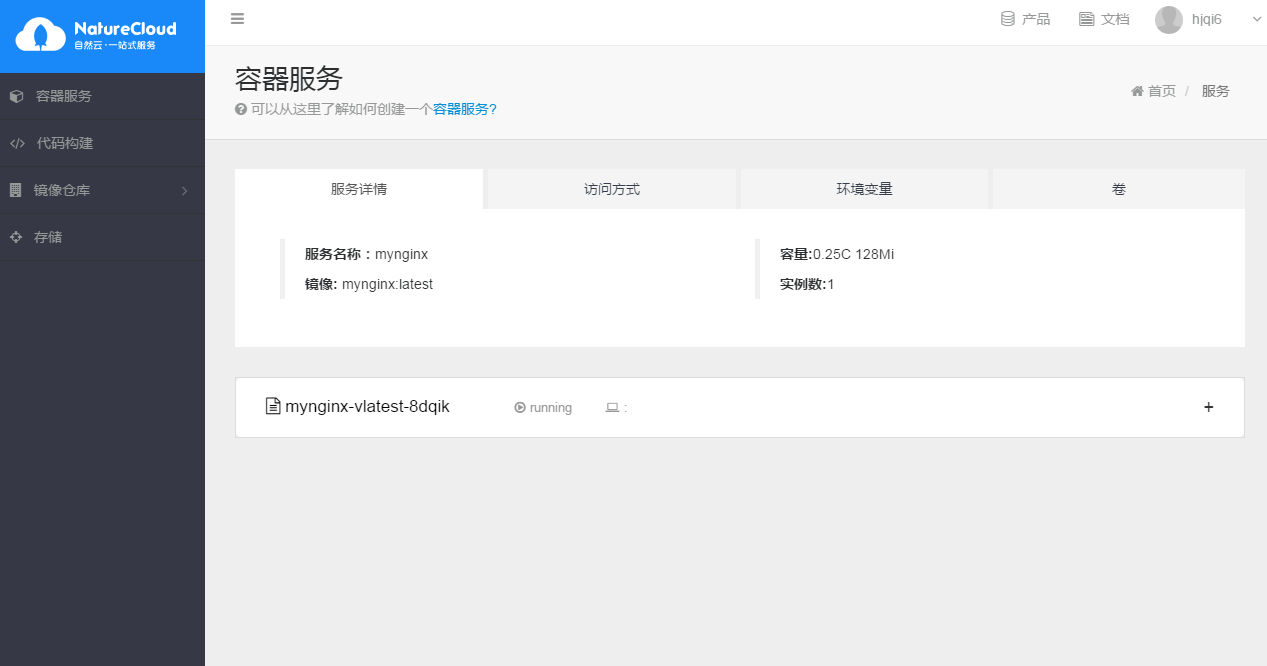 NatureCloud
自然云·一站式服务
产品
文档
hjqi6
容器服务
代码构建
镜像仓库
存储
容器服务
可以从这里了解如何创建一个容器服务?
首页 / 服务
服务详情
访问方式
环境变量
卷
服务名称：mynginx
镜像: mynginx:latest
容量:0.25C 128Mi
实例数:1
mynginx-vlatest-8dqik
running
:
+